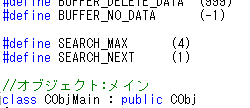 #define BUFFER_DELETE_DATA (999)
#define BUFFER_NO_DATA (-1)
#define SEARCH_MAX (4)
#define SEARCH_NEXT (1)
//オブジェクト:メイン
class CObjMain : public CObj